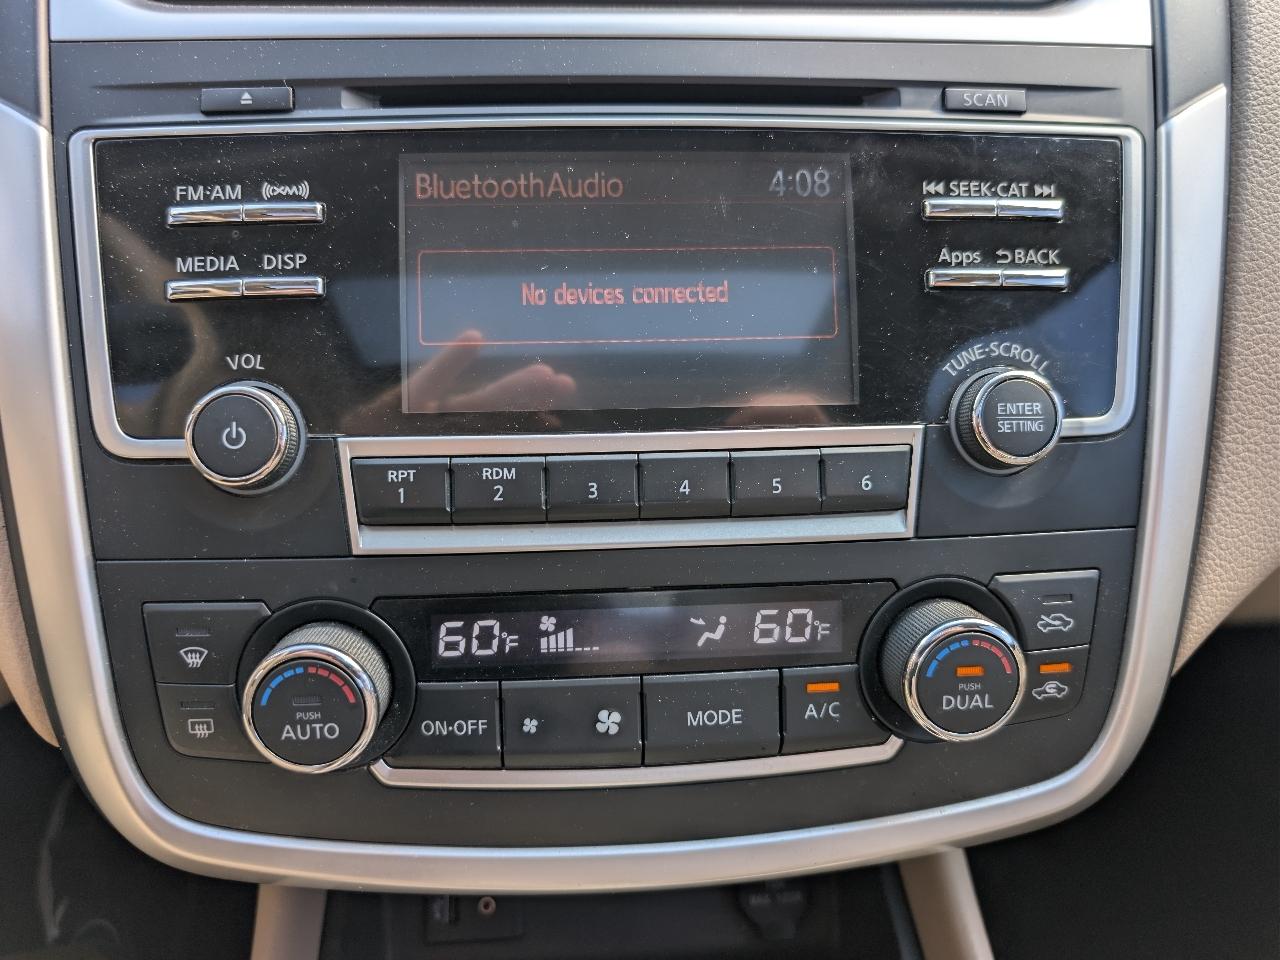 SCAN
FM·AM XM
SEEK·CAT
MEDIA DISP
Apps BACK
BluetoothAudio 4:08
No devices connected
VOL
TUNE·SCROLL
ENTER
SETTING
RPT
1
RDM
2
3
4
5
6
60°F
60°F
PUSH
AUTO
ON·OFF
MODE
A/C
PUSH
DUAL